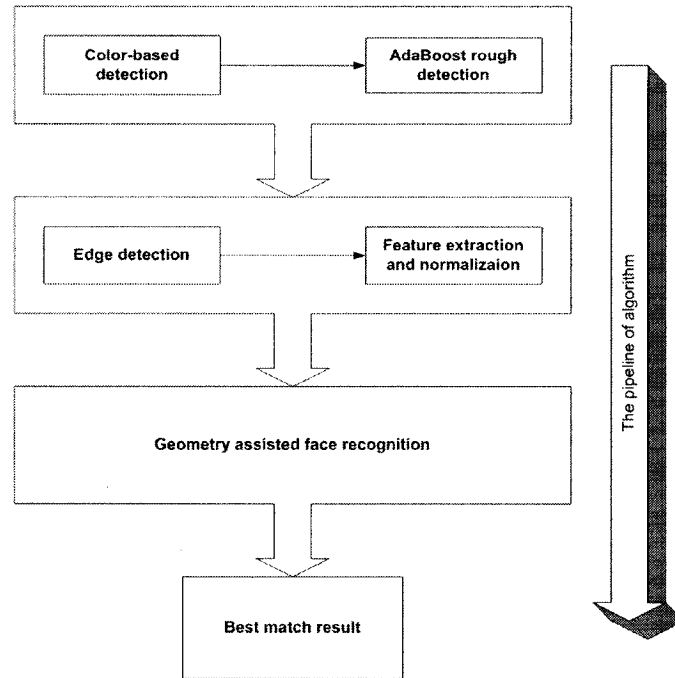 Color-based
detection
AdaBoost rough
detection
Edge detection
Feature extraction
and normalizaion
Geometry assisted face recognition
Best match result
The pipeline of algorithm